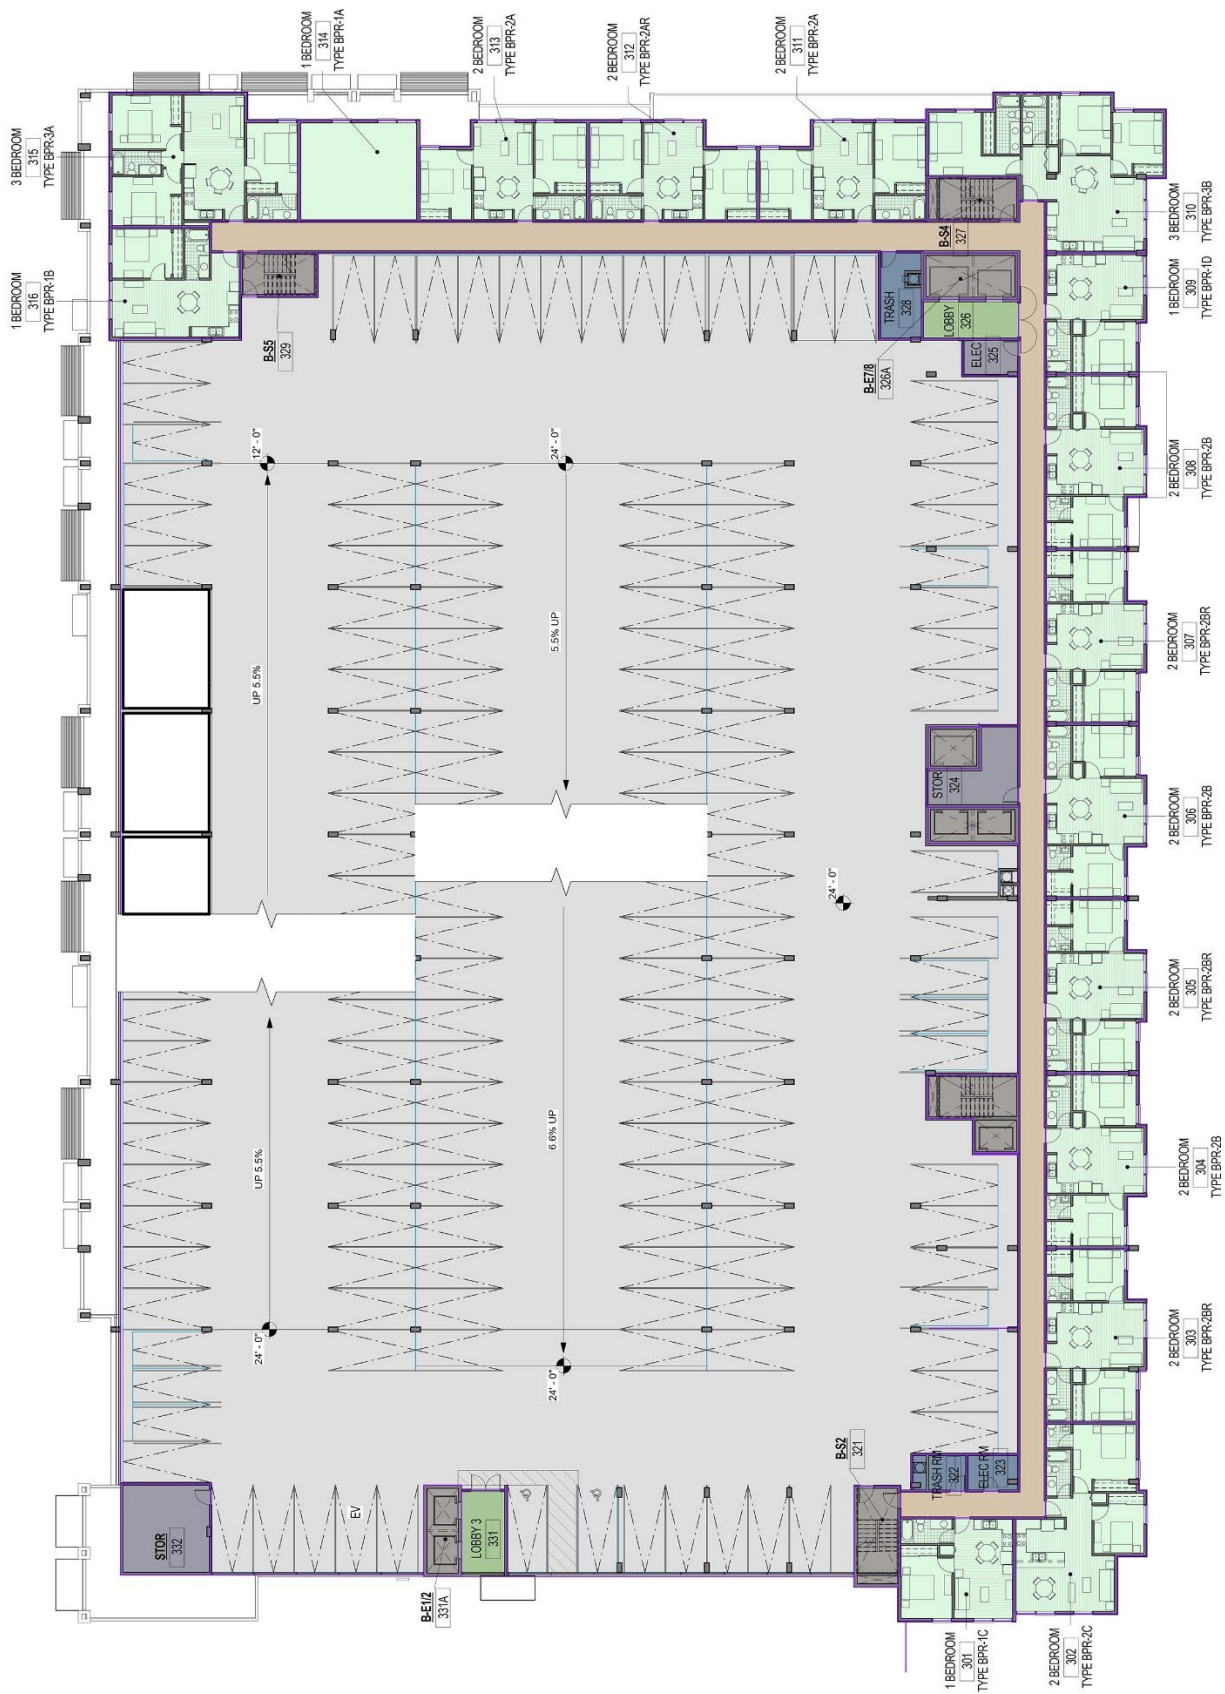 3 BEDROOM
315
TYPE BPR-3A
1 BEDROOM
314
TYPE BPR-1A
2 BEDROOM
313
TYPE BPR-2A
2 BEDROOM
312
TYPE BPR-2AR
2 BEDROOM
311
TYPE BPR-2A
1 BEDROOM
316
TYPE BPR-1B
B-S5
329
B-S4
327
TRASH
328
LOBBY
326
ELEC
325
B-E7/8
326A
3 BEDROOM
310
TYPE BPR-3B
1 BEDROOM
309
TYPE BPR-1D
2 BEDROOM
308
TYPE BPR-2B
12' - 0"
24' - 0"
UP 5.5%
5.5% UP
2 BEDROOM
307
TYPE BPR-2BR
STOR
324
2 BEDROOM
306
TYPE BPR-2B
24' - 0"
2 BEDROOM
305
TYPE BPR-2BR
UP 5.5%
6.6% UP
2 BEDROOM
304
TYPE BPR-2B
24' - 0"
24' - 0"
2 BEDROOM
303
TYPE BPR-2BR
STOR
332
EV
B-E1/2
331A
LOBBY 3
331
B-S2
321
TRASH RM
322
ELEC RM
323
1 BEDROOM
301
TYPE BPR-1C
2 BEDROOM
302
TYPE BPR-2C